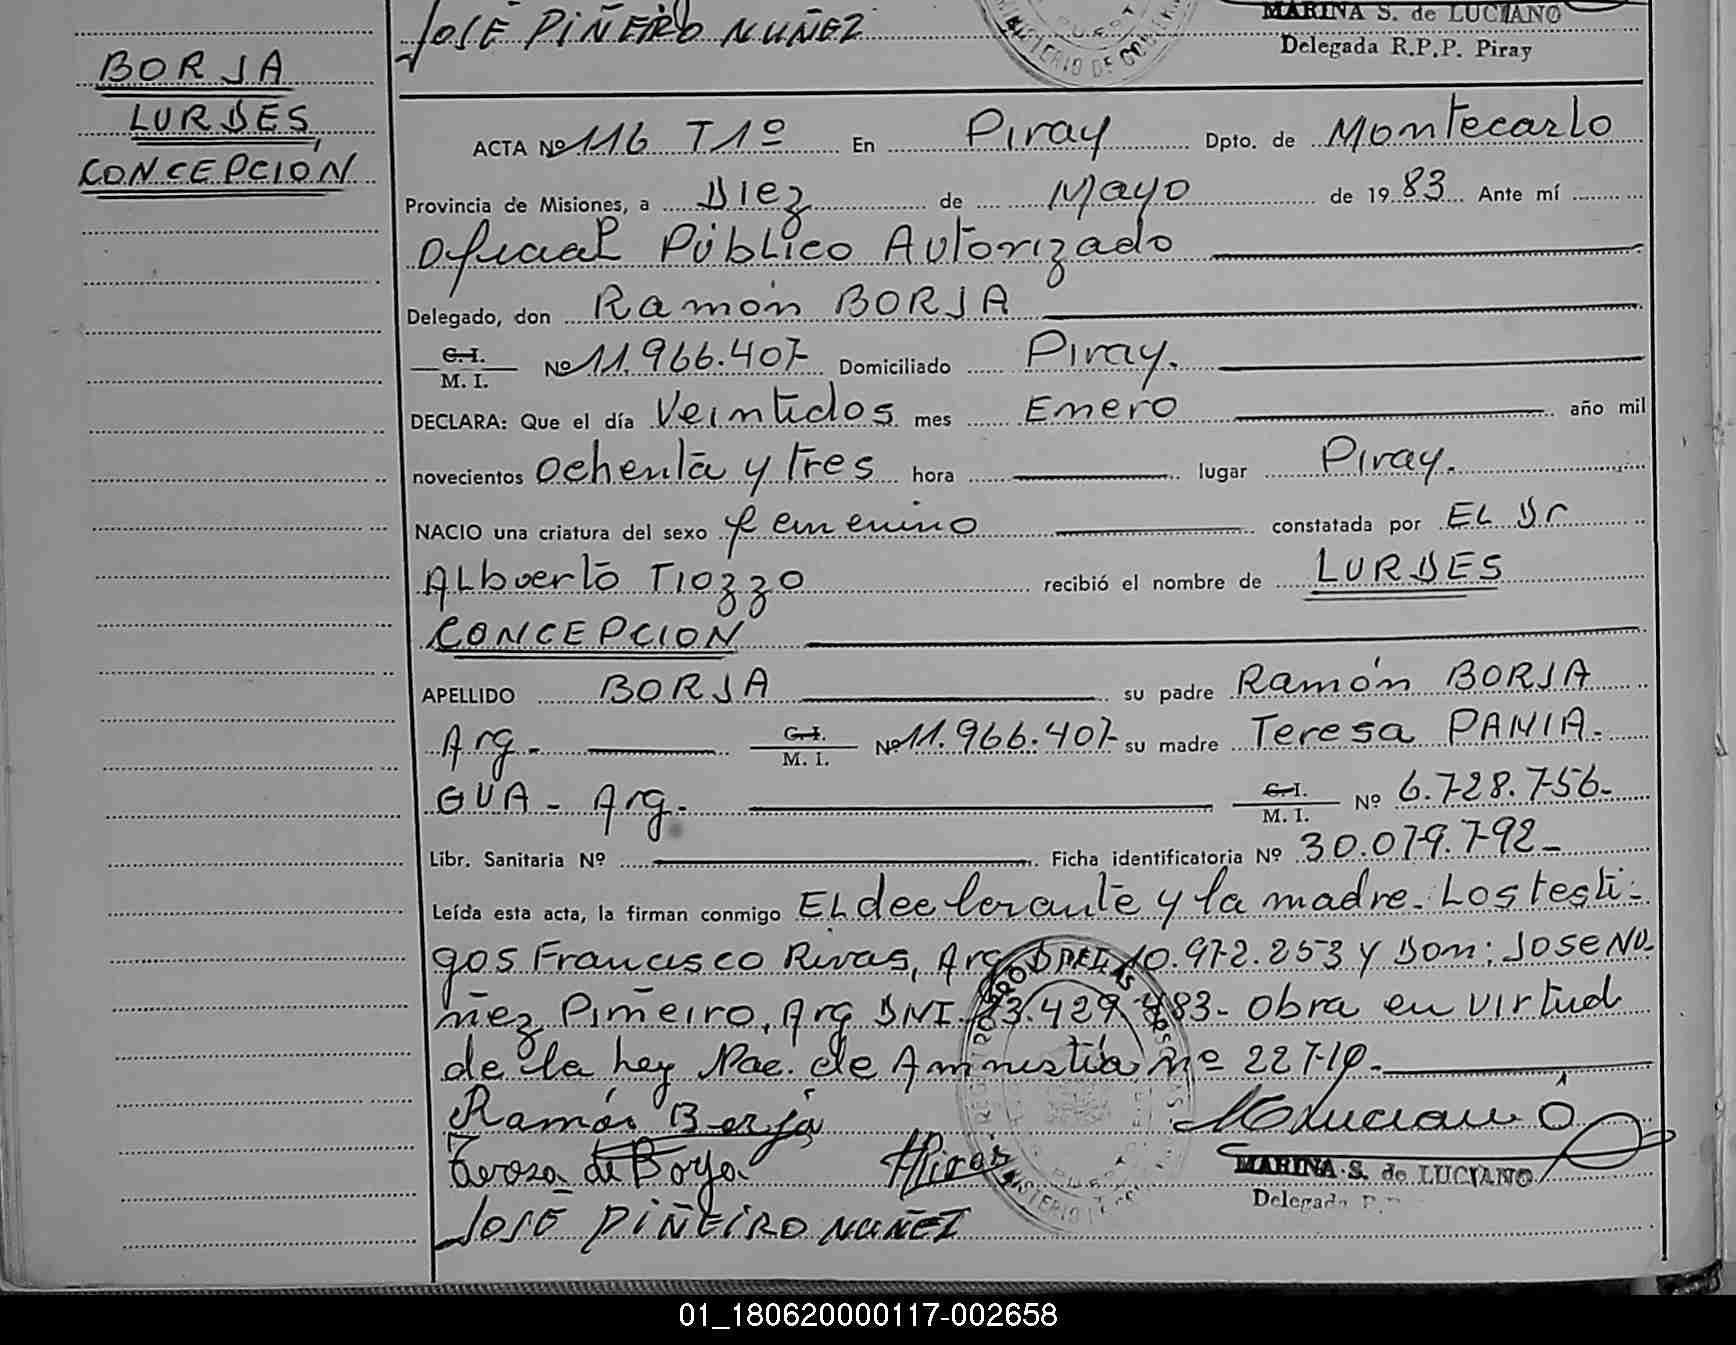 JOSÉ PIÑEIRO NUÑEZ
MARINA S. de LUCIANO
Delegada R.P.P. Piray
BORJA
LURDES
CONCEPCIÓN
ACTA Nº 116 T1º En Piray Dpto. de Montecarlo
Provincia de Misiones, a Diez de Mayo de 1983 Ante mí
Oficial Público Autorizado
Delegado, don Ramón BORJA
C. I. / M. I. Nº 11.966.407 Domiciliado Piray.
DECLARA: Que el día Veintidos mes Enero año mil
novecientos ochenta y tres hora lugar Piray.
NACIO una criatura del sexo femenino constatada por EL Dr
Alberto Tiozzo recibió el nombre de LURDES
CONCEPCION
APELLIDO BORJA su padre Ramón BORJA
Arg. C. I. / M. I. Nº 11.966.407 su madre Teresa PANIA-
GUA - Arg. C. I. / M. I. Nº 6.728.756-
Libr. Sanitaria Nº Ficha identificatoria Nº 30.079.792-
Leída esta acta, la firman conmigo EL declarante y la madre. Los testi-
gos Francisco Rivas, Arg 10.972.253 y Don: Jose NU-
ñez Piñeiro, Arg DNI. 429 483- Obra en virtud
de la Ley Nac. de Amnistia nº 22710.
Ramón Borja
Teresa de Borja
MARINA S. de LUCIANO
Delegada
JOSÉ PIÑEIRO NUÑEZ
01_180620000117-002658